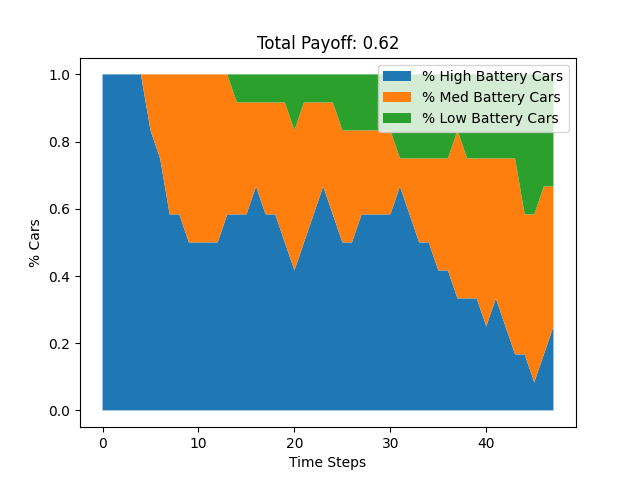 Total Payoff: 0.62
% High Battery Cars
% Med Battery Cars
% Low Battery Cars
1.0
0.8
0.6
0.4
0.2
0.0
% Cars
0 10 20 30 40
Time Steps